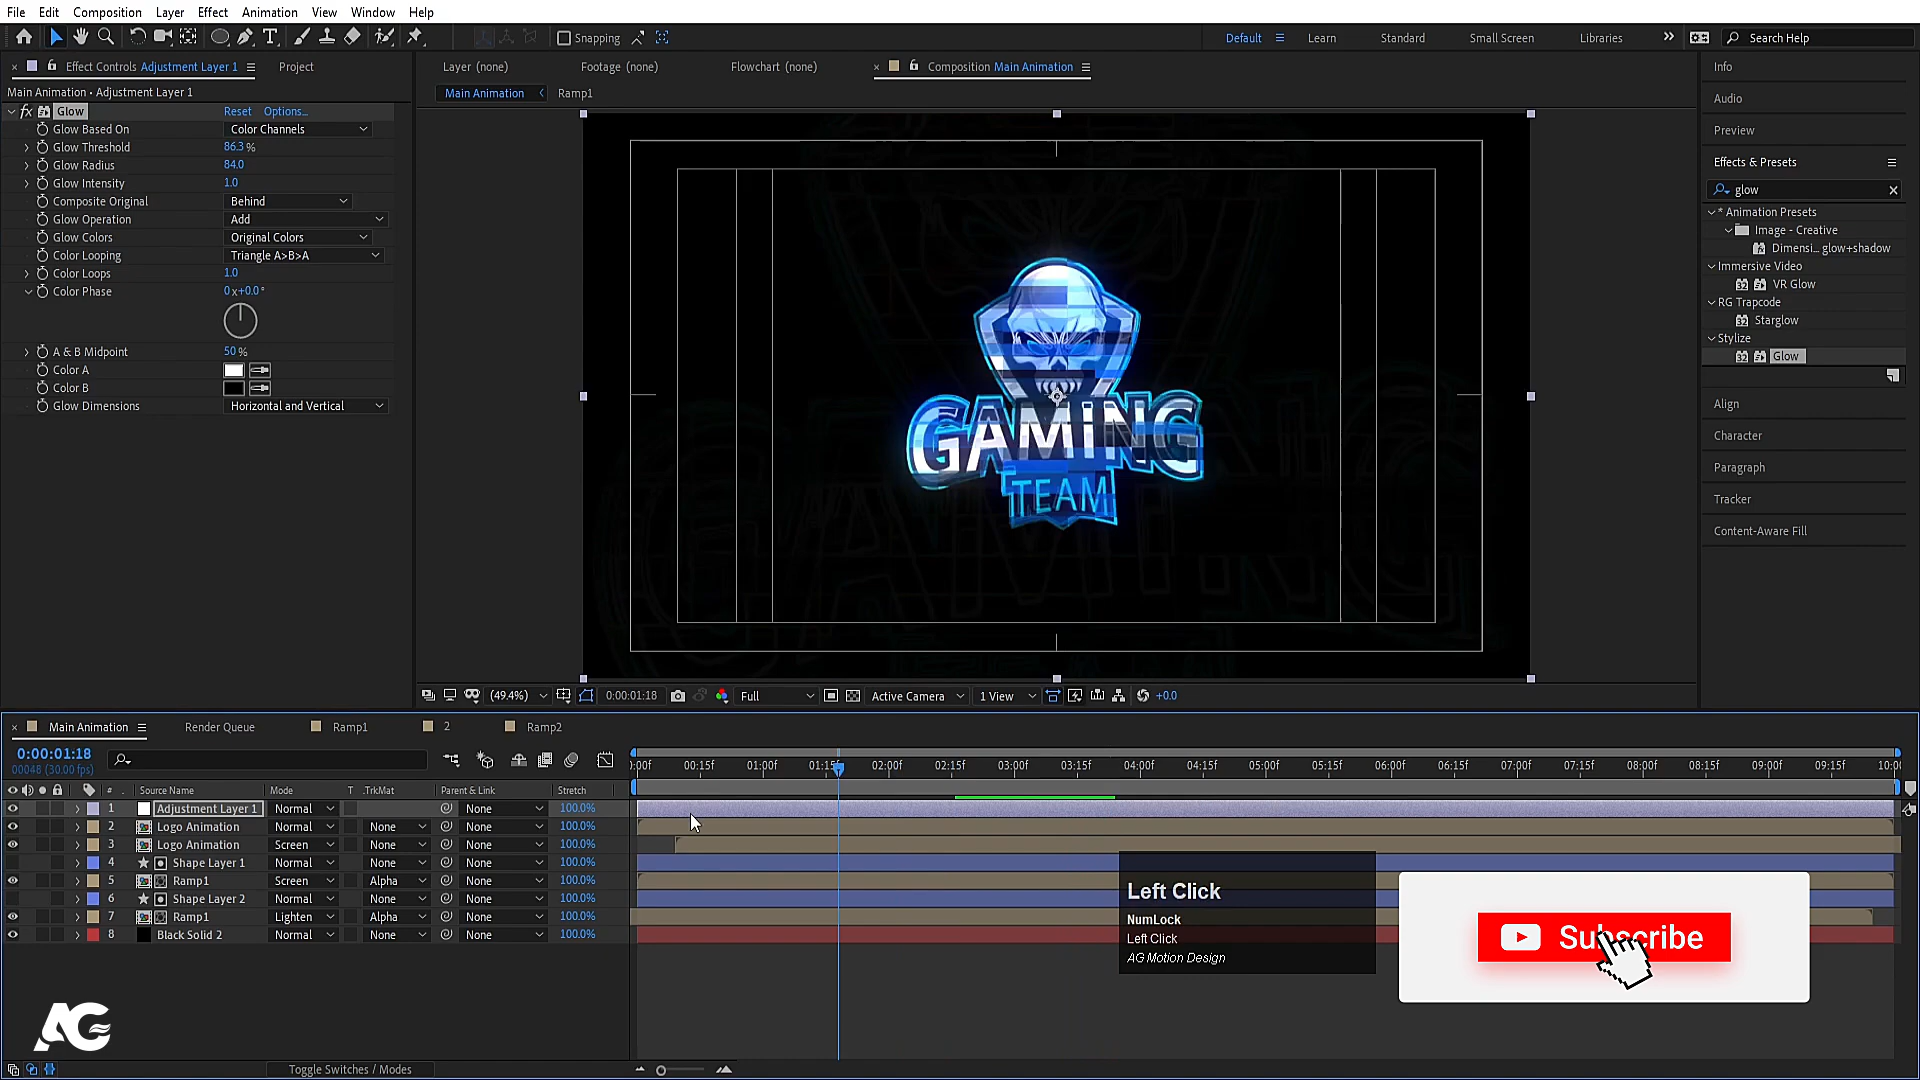 File Edit Composition Layer Effect Animation View Window Help
Snapping
Default Learn Standard Small Screen Libraries Search Help
Effect Controls Adjustment Layer 1 Project
Layer (none) Footage (none) Flowchart (none) Composition Main Animation
Main Animation • Adjustment Layer 1
Main Animation Ramp1
fx Glow Reset Options...
Glow Based On Color Channels
Glow Threshold 86.3 %
Glow Radius 84.0
Glow Intensity 1.0
Composite Original Behind
Glow Operation Add
Glow Colors Original Colors
Color Looping Triangle A>B>A
Color Loops 1.0
Color Phase 0 x+0.0°
A & B Midpoint 50 %
Color A
Color B
Glow Dimensions Horizontal and Vertical
GAMiNG
TEAM
Info
Audio
Preview
Effects & Presets
glow
* Animation Presets
Image - Creative
Dimensi... glow+shadow
Immersive Video
VR Glow
RG Trapcode
Starglow
Stylize
Glow
Align
Character
Paragraph
Tracker
Content-Aware Fill
(49.4%) 0:00:01:18 Full Active Camera 1 View +0.0
Main Animation Render Queue Ramp1 2 Ramp2
0:00:01:18
00048 (30.00 fps)
:00f 00:15f 01:00f 01:15f 02:00f 02:15f 03:00f 03:15f 04:00f 04:15f 05:00f 05:15f 06:00f 06:15f 07:00f 07:15f 08:00f 08:15f 09:00f 09:15f 10:0
# Source Name Mode T .TrkMat Parent & Link Stretch
1 Adjustment Layer 1 Normal None 100.0%
2 Logo Animation Normal None None 100.0%
3 Logo Animation Screen None None 100.0%
4 Shape Layer 1 Normal None None 100.0%
5 Ramp1 Screen Alpha None 100.0%
6 Shape Layer 2 Normal None None 100.0%
7 Ramp1 Lighten Alpha None 100.0%
8 Black Solid 2 Normal None None 100.0%
Left Click
NumLock
Left Click
AG Motion Design
Subscribe
AG
Toggle Switches / Modes